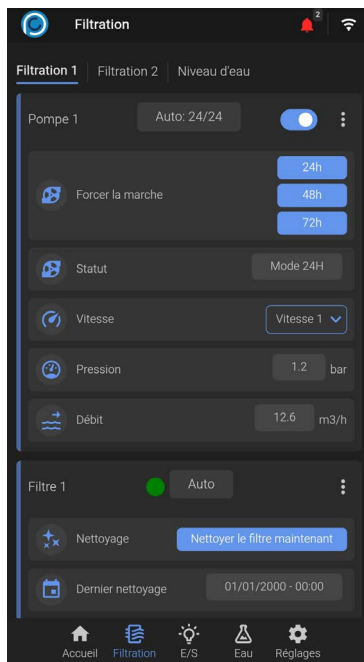 Filtration
2
Filtration 1 Filtration 2 Niveau d'eau
Pompe 1 Auto: 24/24
24h
Forcer la marche 48h
72h
Statut Mode 24H
Vitesse Vitesse 1
Pression 1.2 bar
Débit 12.6 m3/h
Filtre 1 Auto
Nettoyage Nettoyer le filtre maintenant
Dernier nettoyage 01/01/2000 - 00:00
Accueil Filtration E/S Eau Réglages